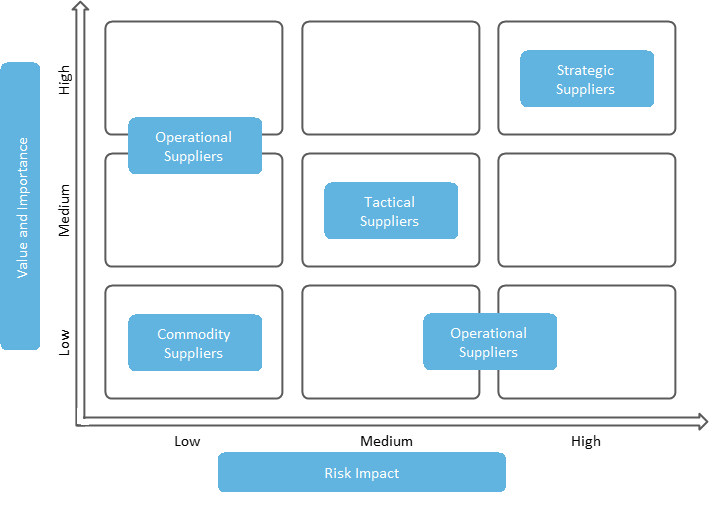 High
Strategic
Suppliers
Operational
Suppliers
Value and Importance
Medium
Tactical
Suppliers
Low
Commodity
Suppliers
Operational
Suppliers
Low
Medium
High
Risk Impact